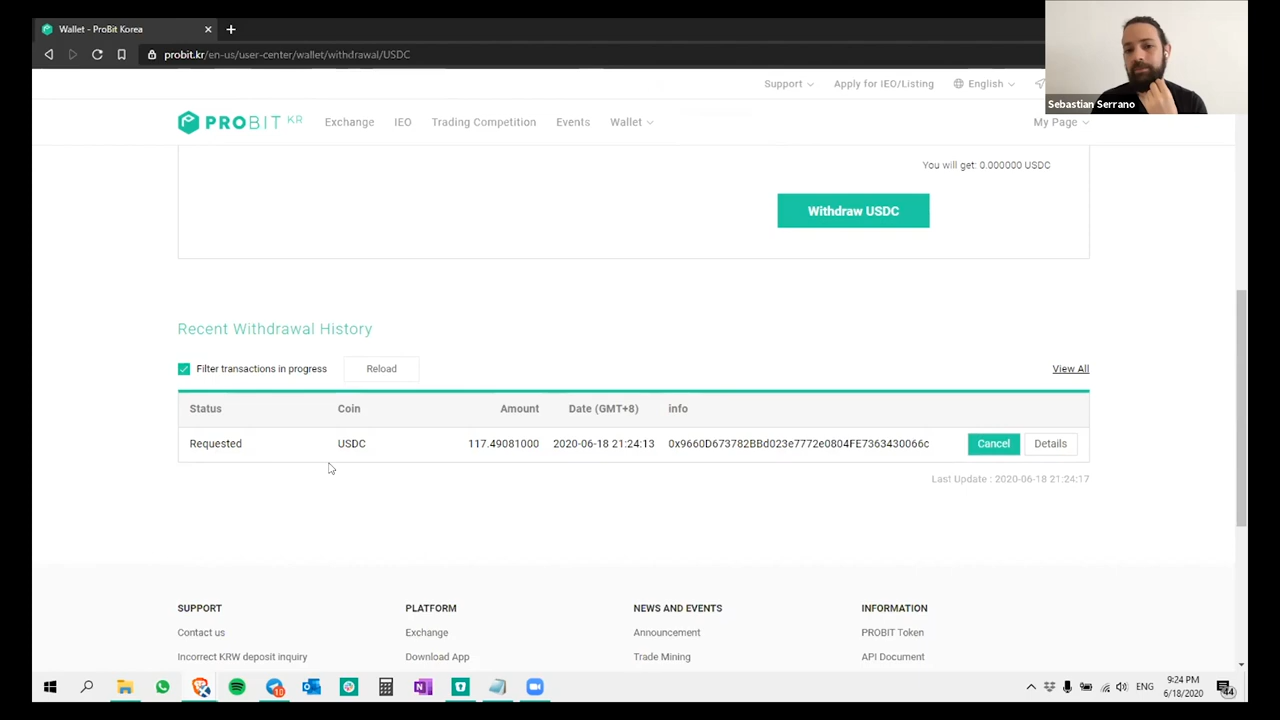 Wallet - ProBit Korea
probit.kr/en-us/user-center/wallet/withdrawal/USDC
Support Apply for IEO/Listing English
Sebastian Serrano
PROBIT KR Exchange IEO Trading Competition Events Wallet My Page
You will get: 0.000000 USDC
Withdraw USDC
Recent Withdrawal History
Filter transactions in progress Reload View All
Status Coin Amount Date (GMT+8) info
Requested USDC 117.49081000 2020-06-18 21:24:13 0x9660D673782BBd023e7772e0804FE7363430066c Cancel Details
Last Update : 2020-06-18 21:24:17
SUPPORT PLATFORM NEWS AND EVENTS INFORMATION
Contact us Exchange Announcement PROBIT Token
Incorrect KRW deposit inquiry Download App Trade Mining API Document
ENG 9:24 PM
6/18/2020 44
10